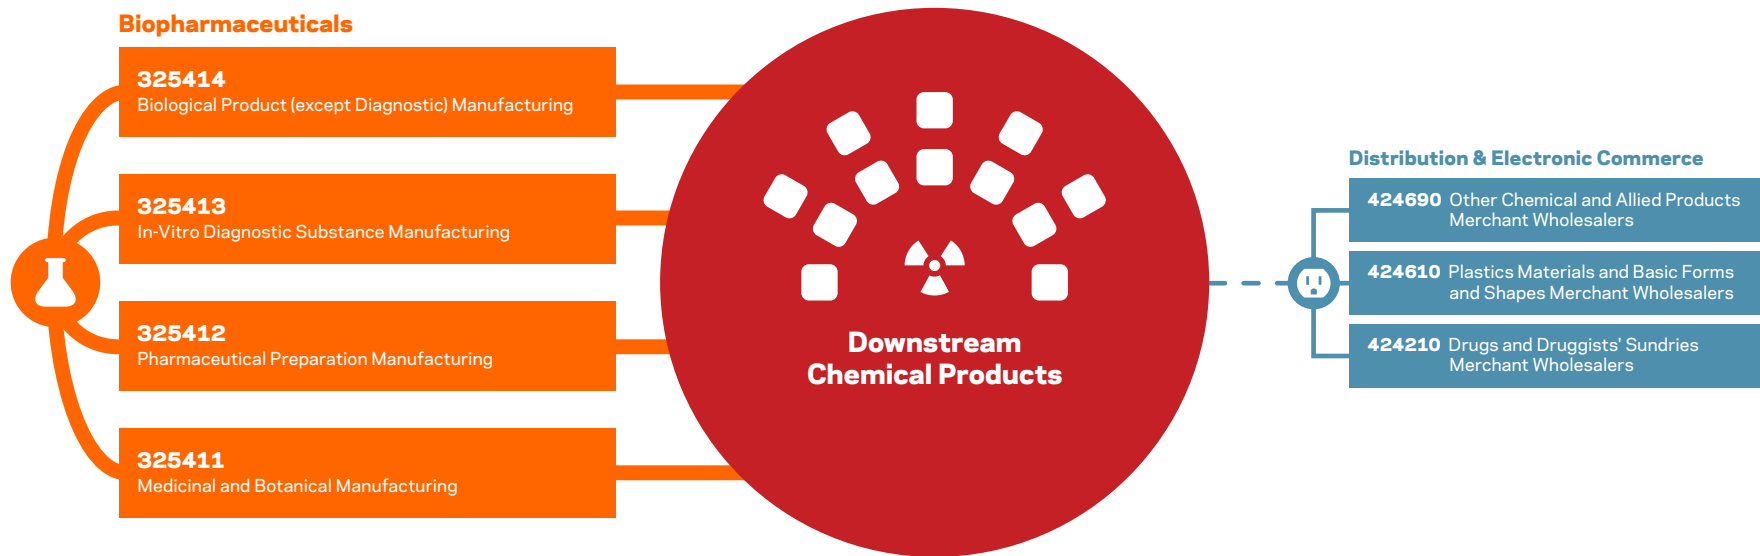 Biopharmaceuticals
325414
Biological Product (except Diagnostic) Manufacturing
325413
In-Vitro Diagnostic Substance Manufacturing
325412
Pharmaceutical Preparation Manufacturing
325411
Medicinal and Botanical Manufacturing
Downstream
Chemical Products
Distribution & Electronic Commerce
424690 Other Chemical and Allied Products
Merchant Wholesalers
424610 Plastics Materials and Basic Forms
and Shapes Merchant Wholesalers
424210 Drugs and Druggists' Sundries
Merchant Wholesalers